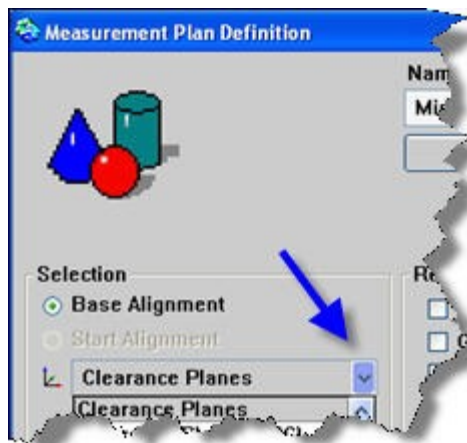 Measurement Plan Definition
Nam
Mi
Selection
Base Alignment
Start Alignment
Clearance Planes
Clearance Planes
Re